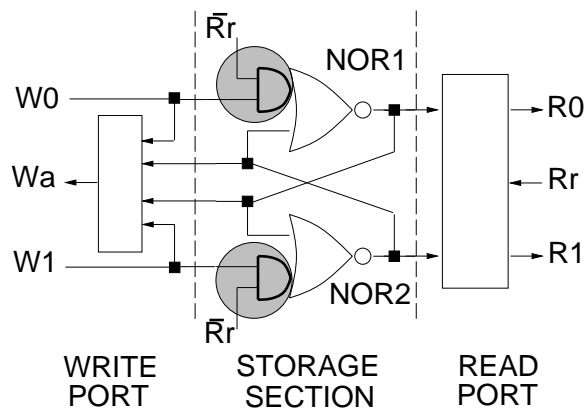 R̄r
NOR1
W0
R0
Wa
Rr
W1
R1
NOR2
R̄r
WRITE PORT
STORAGE SECTION
READ PORT